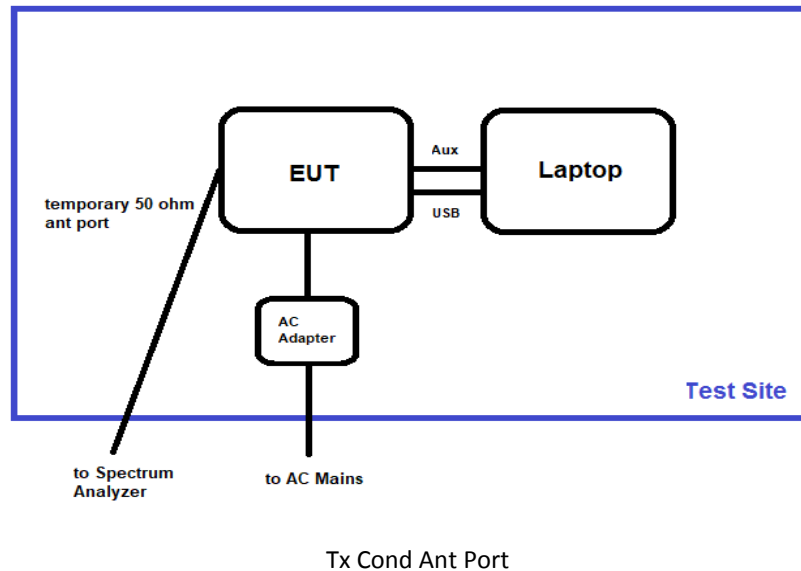 EUT
Aux
USB
Laptop
temporary 50 ohm
ant port
AC
Adapter
Test Site
to Spectrum
Analyzer
to AC Mains
Tx Cond Ant Port